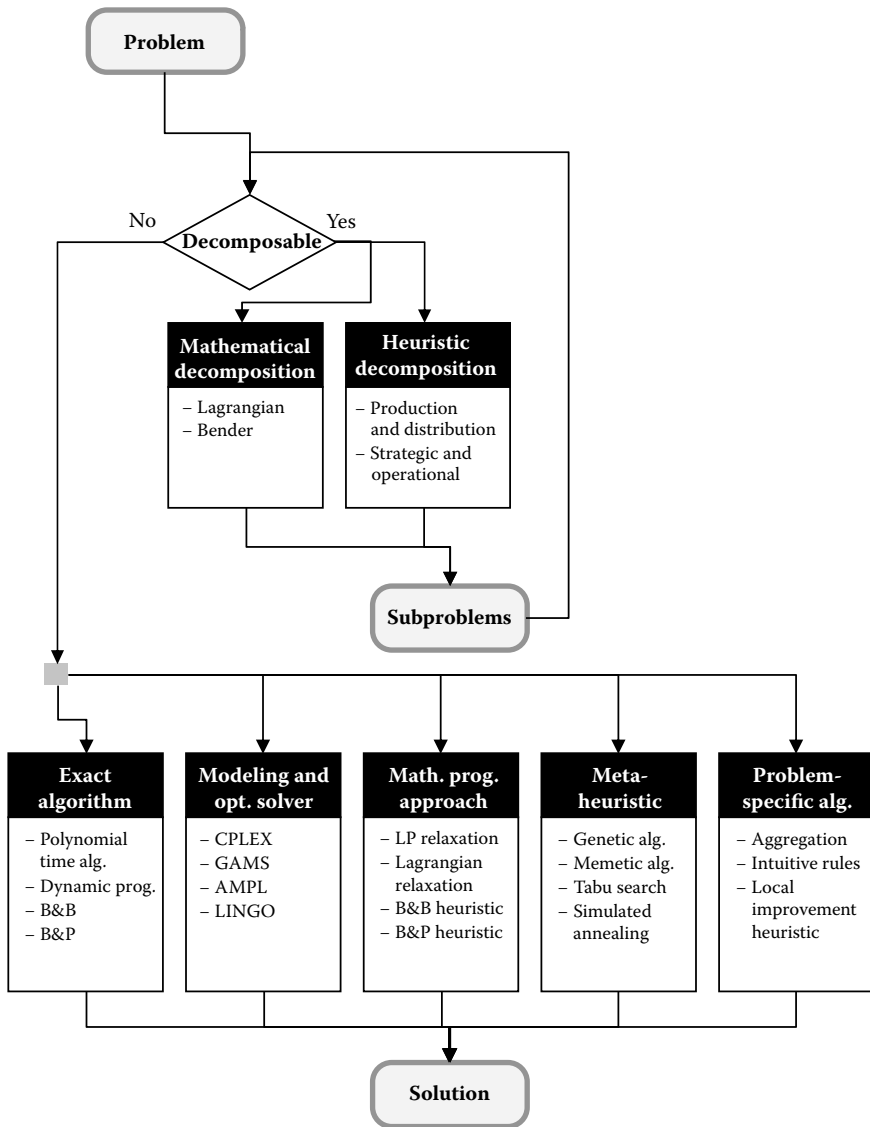 Problem
No
Yes
Decomposable
Mathematical
decomposition
– Lagrangian
– Bender
Heuristic
decomposition
– Production
and distribution
– Strategic and
operational
Subproblems
Exact
algorithm
– Polynomial
time alg.
– Dynamic prog.
– B&B
– B&P
Modeling and
opt. solver
– CPLEX
– GAMS
– AMPL
– LINGO
Math. prog.
approach
– LP relaxation
– Lagrangian
relaxation
– B&B heuristic
– B&P heuristic
Meta-
heuristic
– Genetic alg.
– Memetic alg.
– Tabu search
– Simulated
annealing
Problem-
specific alg.
– Aggregation
– Intuitive rules
– Local
improvement
heuristic
Solution